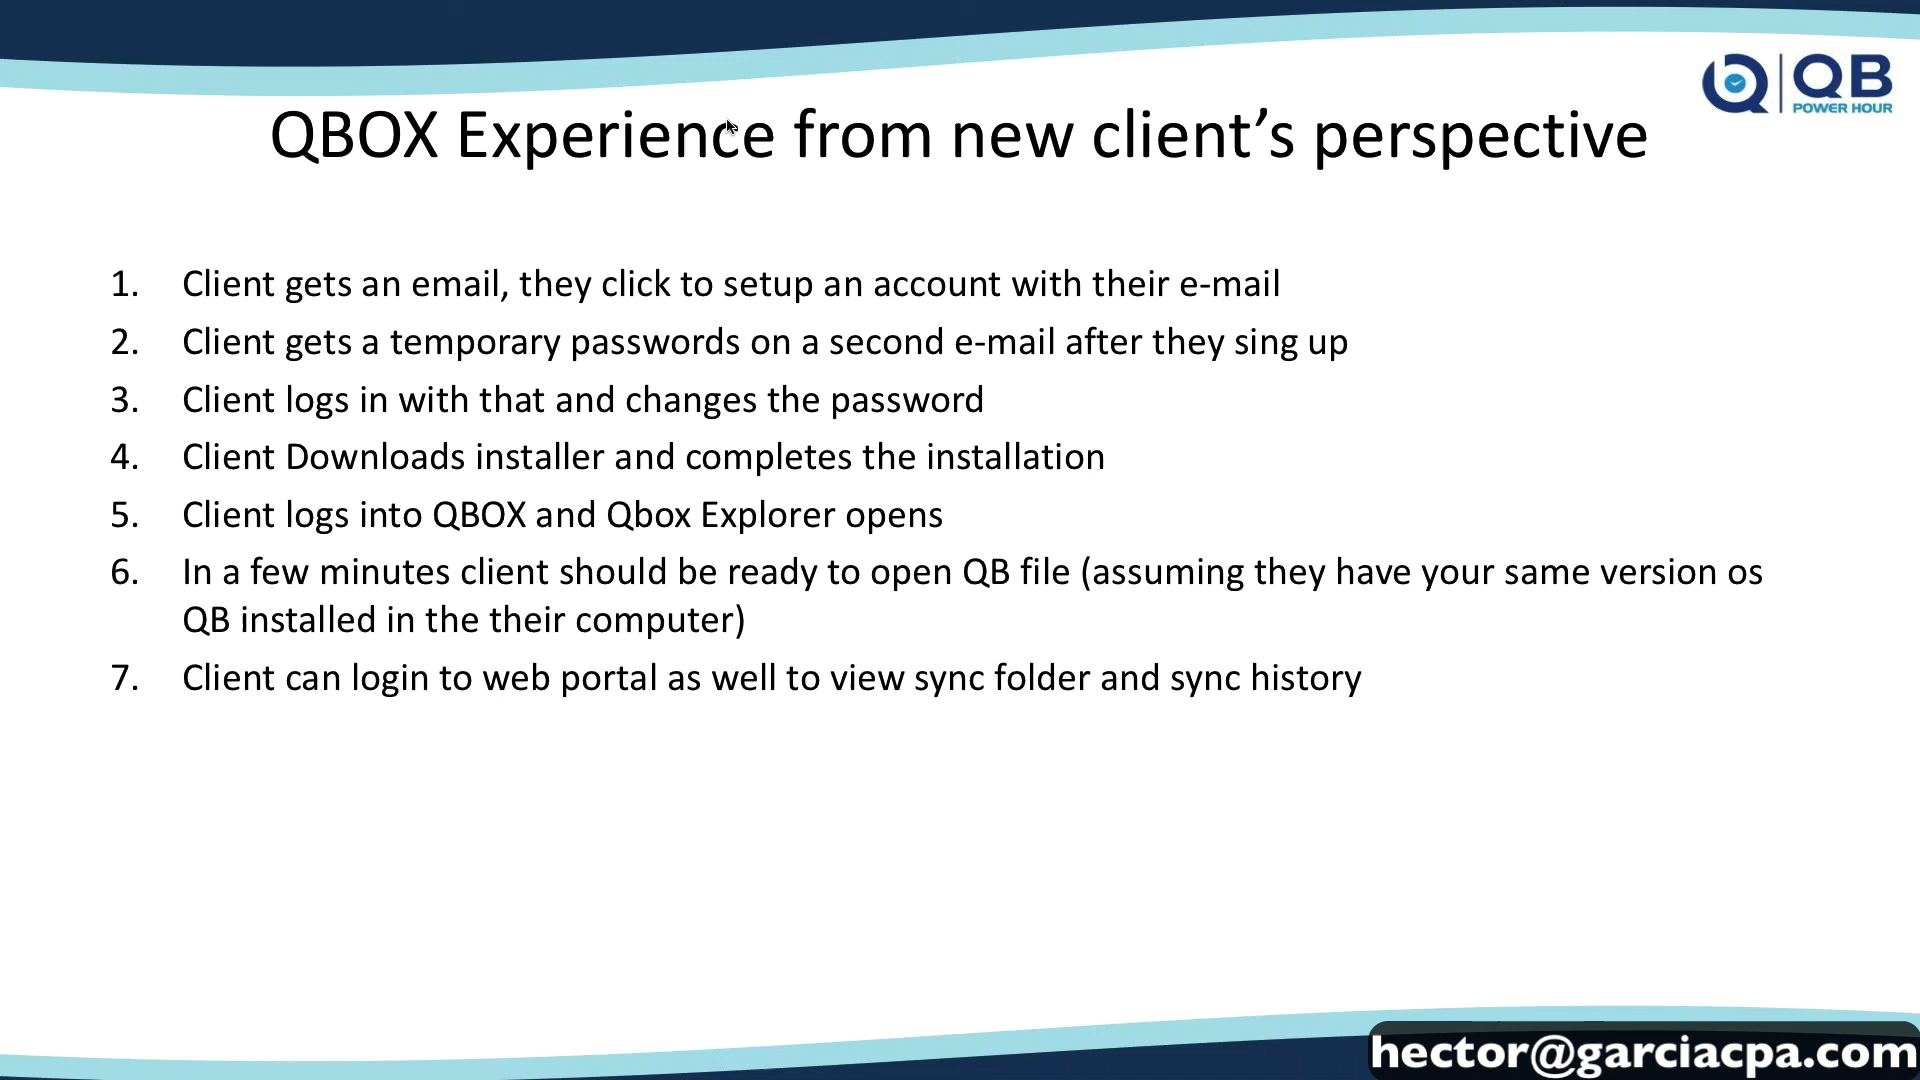 QB
POWER HOUR
QBOX Experience from new client’s perspective
1. Client gets an email, they click to setup an account with their e-mail
2. Client gets a temporary passwords on a second e-mail after they sing up
3. Client logs in with that and changes the password
4. Client Downloads installer and completes the installation
5. Client logs into QBOX and Qbox Explorer opens
6. In a few minutes client should be ready to open QB file (assuming they have your same version os
QB installed in the their computer)
7. Client can login to web portal as well to view sync folder and sync history
hector@garciacpa.com